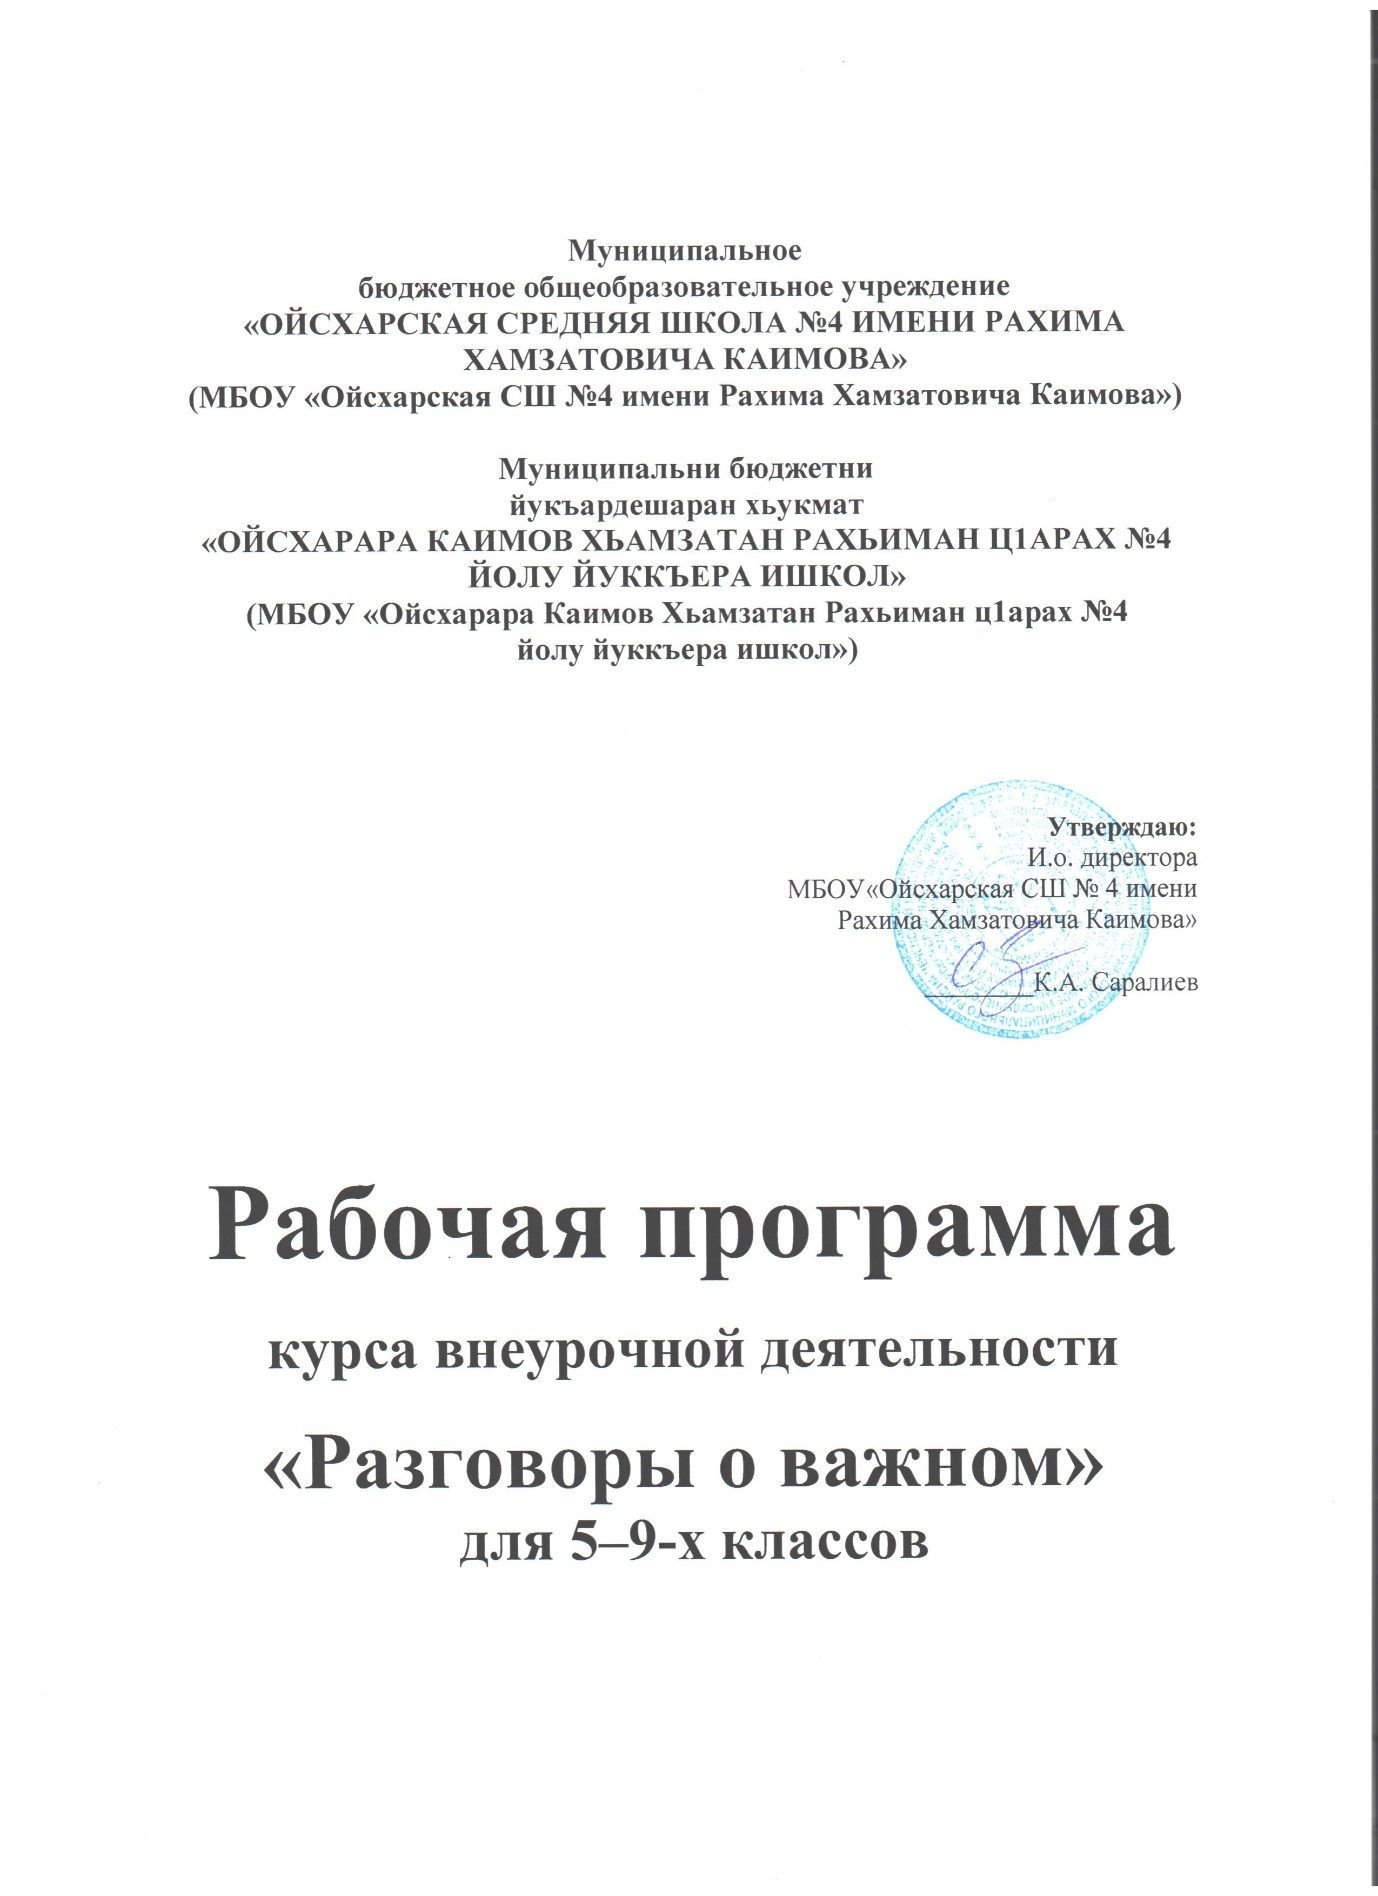 Муниципальное
бюджетное общеобразовательное учреждение
«ОЙСХАРСКАЯ СРЕДНЯЯ ШКОЛА №4 ИМЕНИ РАХИМА
ХАМЗАТОВИЧА КАИМОВА»
(МБОУ «Ойсхарская СШ №4 имени Рахима Хамзатовича Каимова»)
Муниципальни бюджетни
йукъардешаран хьукмат
«ОЙСХАРАРА КАИМОВ ХЬАМЗАТАН РАХЬИМАН Ц1АРАХ №4
ЙОЛУ ЙУККЪЕРА ИШКОЛ»
(МБОУ «Ойсхарара Каимов Хьамзатан Рахьиман ц1арах №4
йолу йуккъера ишкол»)
Утверждаю:
И.о. директора
МБОУ«Ойсхарская СШ № 4 имени
Рахима Хамзатовича Каимова»
________К.А. Саралиев
Рабочая программа
курса внеурочной деятельности
«Разговоры о важном»
для 5–9-х классов